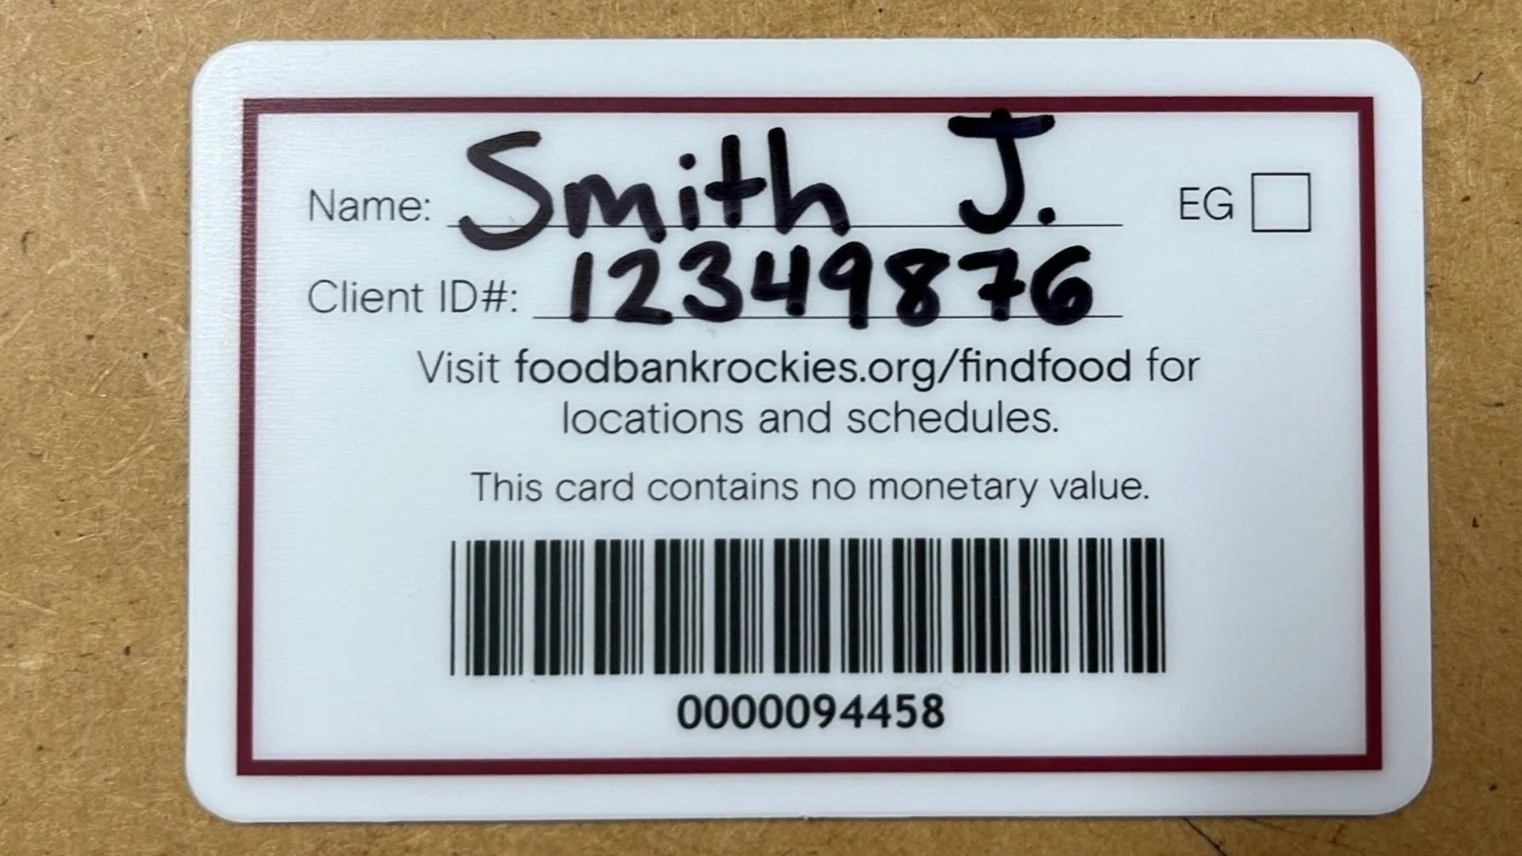 Name: Smith J. EG
Client ID#: 12349876
Visit foodbankrockies.org/findfood for
locations and schedules.
This card contains no monetary value.
0000094458